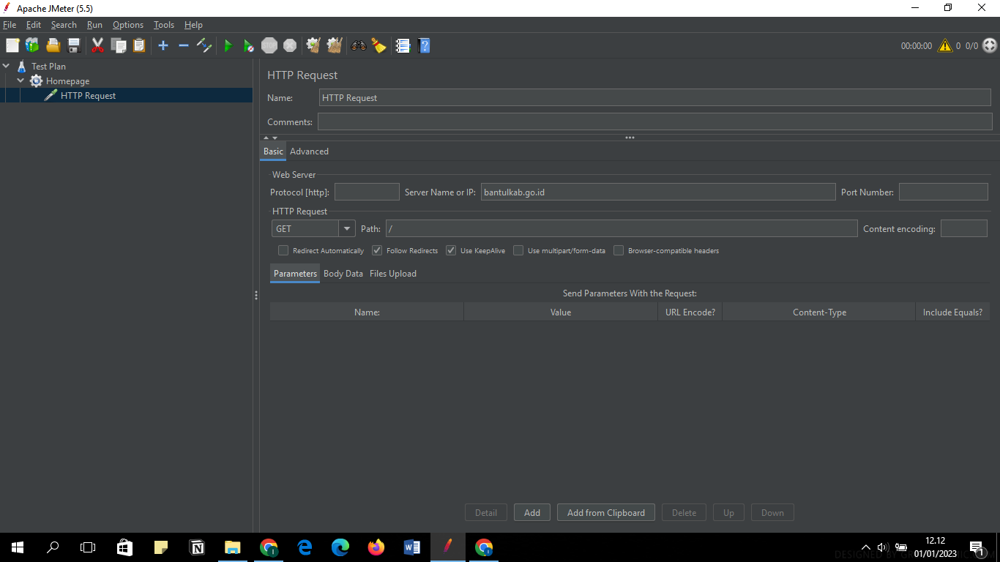 Apache JMeter (5.5)
File Edit Search Run Options Tools Help
STOP
00:00:00 0 0/0
Test Plan
Homepage
HTTP Request
HTTP Request
Name: HTTP Request
Comments:
Basic Advanced
Web Server
Protocol [http]: Server Name or IP: bantulkab.go.id Port Number:
HTTP Request
GET Path: / Content encoding:
Redirect Automatically Follow Redirects Use KeepAlive Use multipart/form-data Browser-compatible headers
Parameters Body Data Files Upload
Send Parameters With the Request:
Name: Value URL Encode? Content-Type Include Equals?
Detail Add Add from Clipboard Delete Up Down
12.12
01/01/2023
1
DESIGNED BY